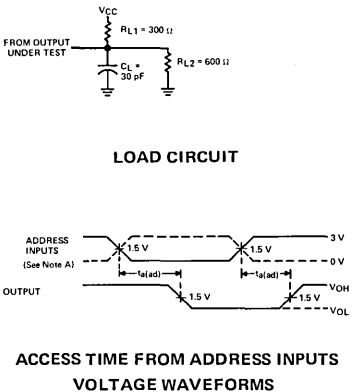 VCC
RL1 = 300 Ω
FROM OUTPUT
UNDER TEST
CL =
30 pF
RL2 = 600 Ω
LOAD CIRCUIT
ADDRESS
INPUTS
(See Note A)
1.5 V
1.5 V
3 V
0 V
ta(ad)
ta(ad)
OUTPUT
1.5 V
1.5 V
VOH
VOL
ACCESS TIME FROM ADDRESS INPUTS
VOLTAGE WAVEFORMS